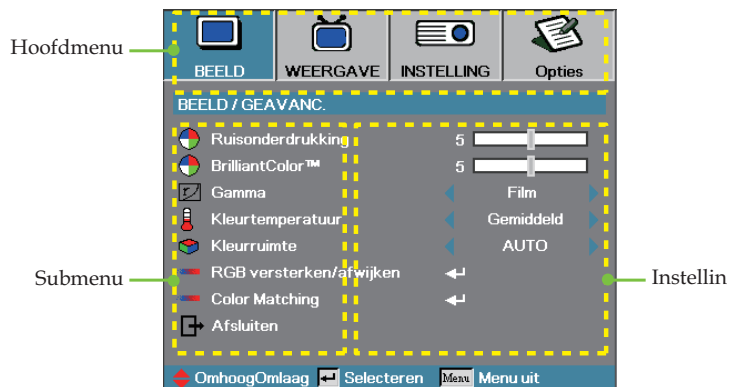 Hoofdmenu
BEELD WEERGAVE INSTELLING Opties
BEELD / GEAVANC.
Ruisonderdrukking 5
BrilliantColor™ 5
Gamma Film
Kleurtemperatuur Gemiddeld
Kleurruimte AUTO
RGB versterken/afwijken
Submenu
Instellin
Color Matching
Afsluiten
OmhoogOmlaag Selecteren Menu Menu uit